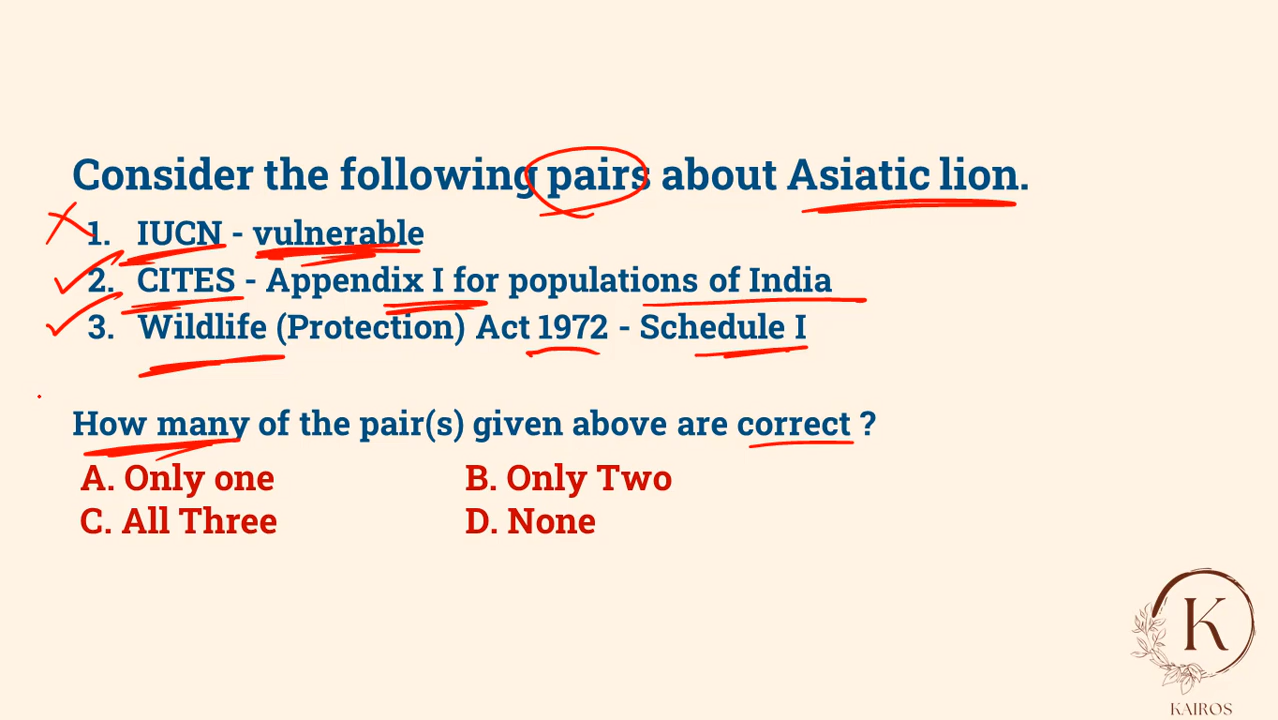 Consider the following pairs about Asiatic lion.
1. IUCN - vulnerable
2. CITES - Appendix I for populations of India
3. Wildlife (Protection) Act 1972 - Schedule I
How many of the pair(s) given above are correct ?
A. Only one B. Only Two
C. All Three D. None
K
KAIROS